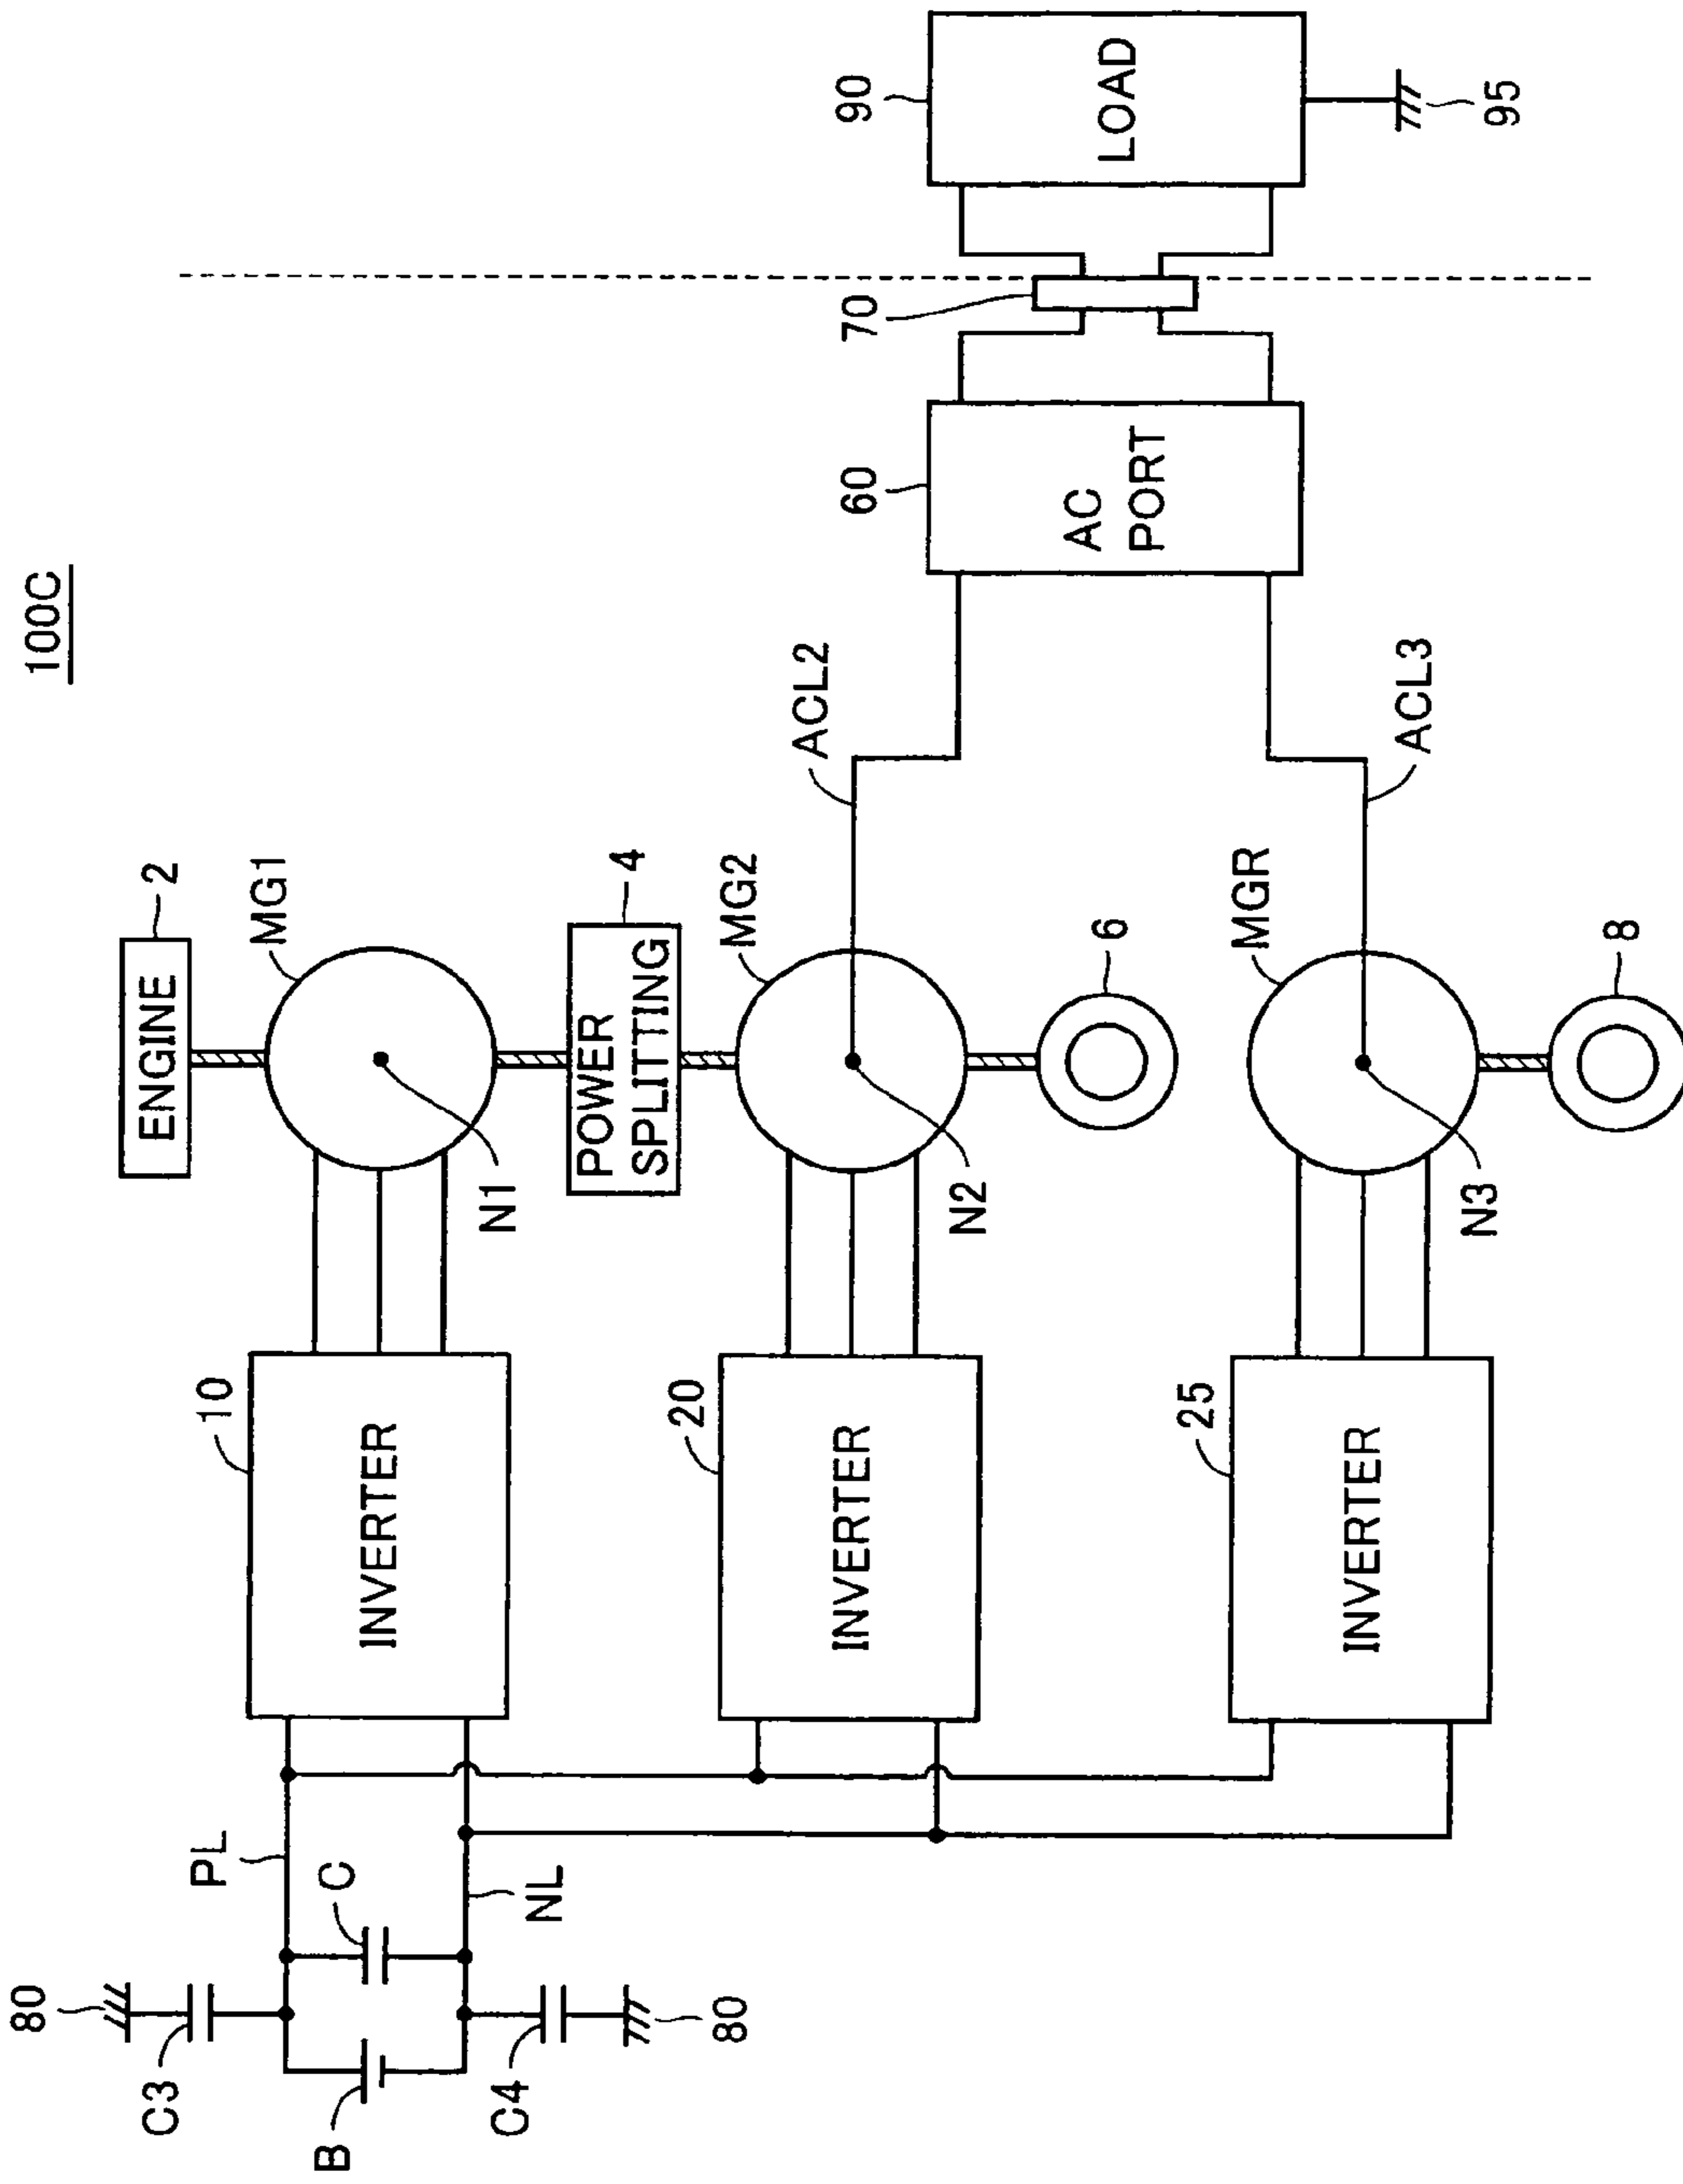 100C
ENGINE
2
MG1
10
INVERTER
N1
PL
C
NL
80
C3
B
C4
80
POWER
SPLITTING
4
MG2
20
INVERTER
N2
6
ACL2
MGR
25
INVERTER
N3
8
ACL3
60
AC
PORT
70
90
LOAD
95